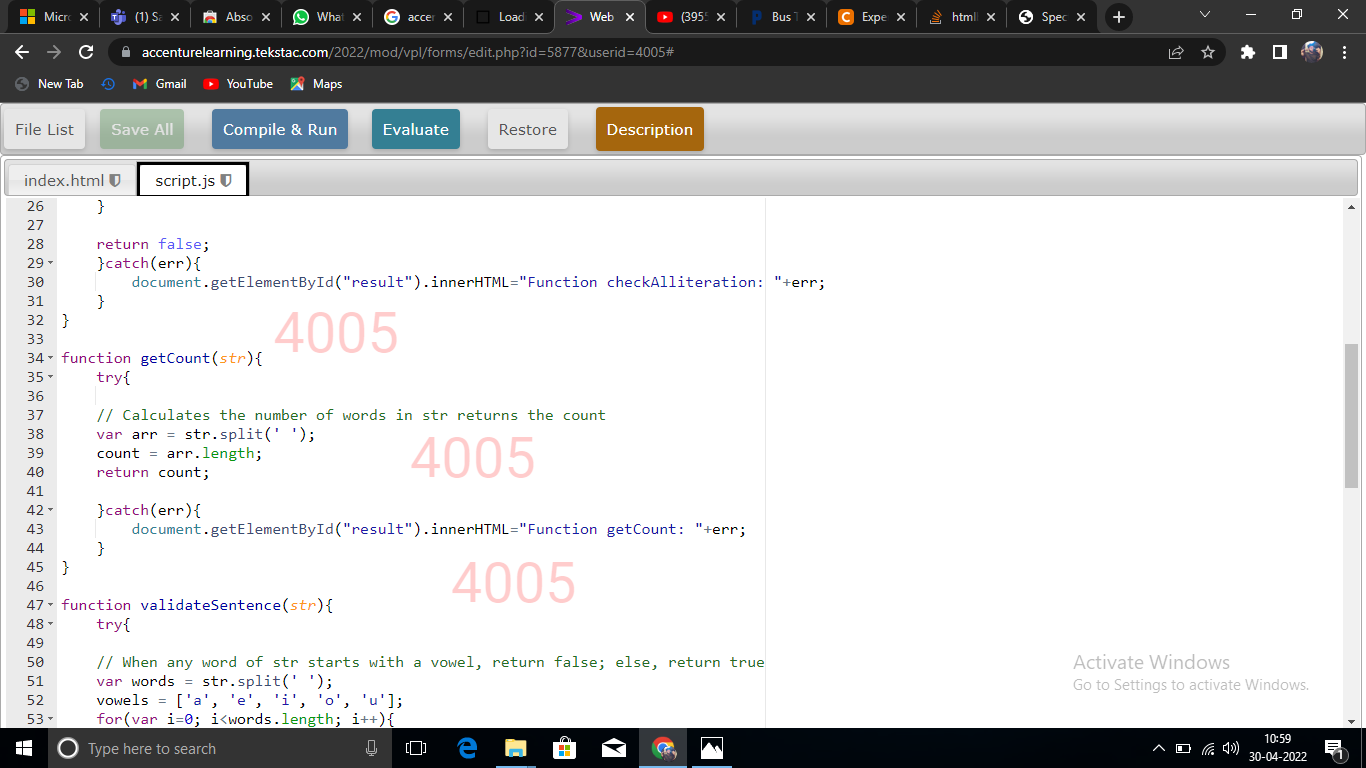 Micro
(1) Sa
Abso
What
accer
Loadi
Web
(3955
Bus T
Expe
htmll
Spec
accenturelearning.tekstac.com/2022/mod/vpl/forms/edit.php?id=5877&userid=4005#
New Tab
Gmail
YouTube
Maps
File List
Save All
Compile & Run
Evaluate
Restore
Description
index.html
script.js
26 }
27
28 return false;
29 }catch(err){
30 document.getElementById("result").innerHTML="Function checkAlliteration: "+err;
31 }
32 }
4005
33
34 function getCount(str){
35 try{
36
37 // Calculates the number of words in str returns the count
38 var arr = str.split(' ');
39 count = arr.length;
4005
40 return count;
41
42 }catch(err){
43 document.getElementById("result").innerHTML="Function getCount: "+err;
44 }
45 }
4005
46
47 function validateSentence(str){
48 try{
49
50 // When any word of str starts with a vowel, return false; else, return true
51 var words = str.split(' ');
52 vowels = ['a', 'e', 'i', 'o', 'u'];
53 for(var i=0; i<words.length; i++){
Activate Windows
Go to Settings to activate Windows.
Type here to search
10:59
30-04-2022
1